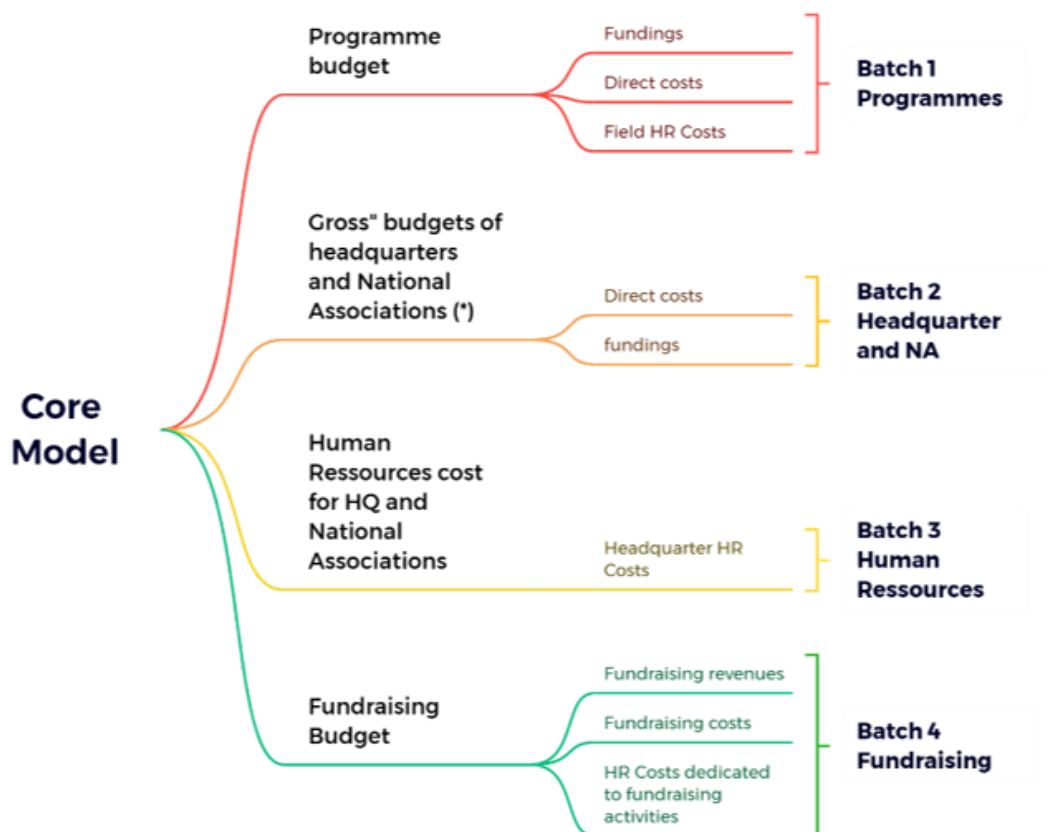 Core
Model
Programme
budget
Fundings
Direct costs
Field HR Costs
Batch 1
Programmes
Gross" budgets of
headquarters
and National
Associations (*)
Direct costs
fundings
Batch 2
Headquarter
and NA
Human
Ressources cost
for HQ and
National
Associations
Headquarter HR
Costs
Batch 3
Human
Ressources
Fundraising
Budget
Fundraising revenues
Fundraising costs
HR Costs dedicated
to fundraising
activities
Batch 4
Fundraising